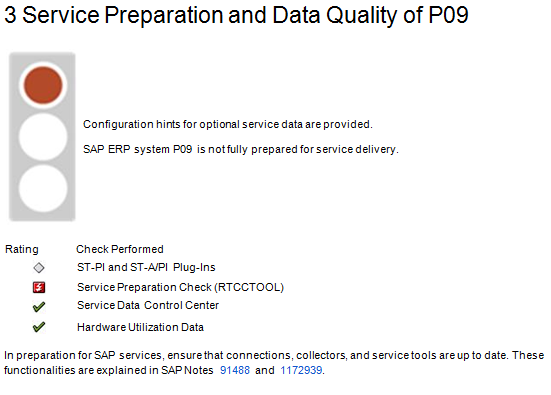 3 Service Preparation and Data Quality of P09
Configuration hints for optional service data are provided.
SAP ERP system P09 is not fully prepared for service delivery.
Rating Check Performed
ST-PI and ST-A/PI Plug-Ins
Service Preparation Check (RTCCTOOL)
Service Data Control Center
Hardware Utilization Data
In preparation for SAP services, ensure that connections, collectors, and service tools are up to date. These
functionalities are explained in SAP Notes 91488 and 1172939.